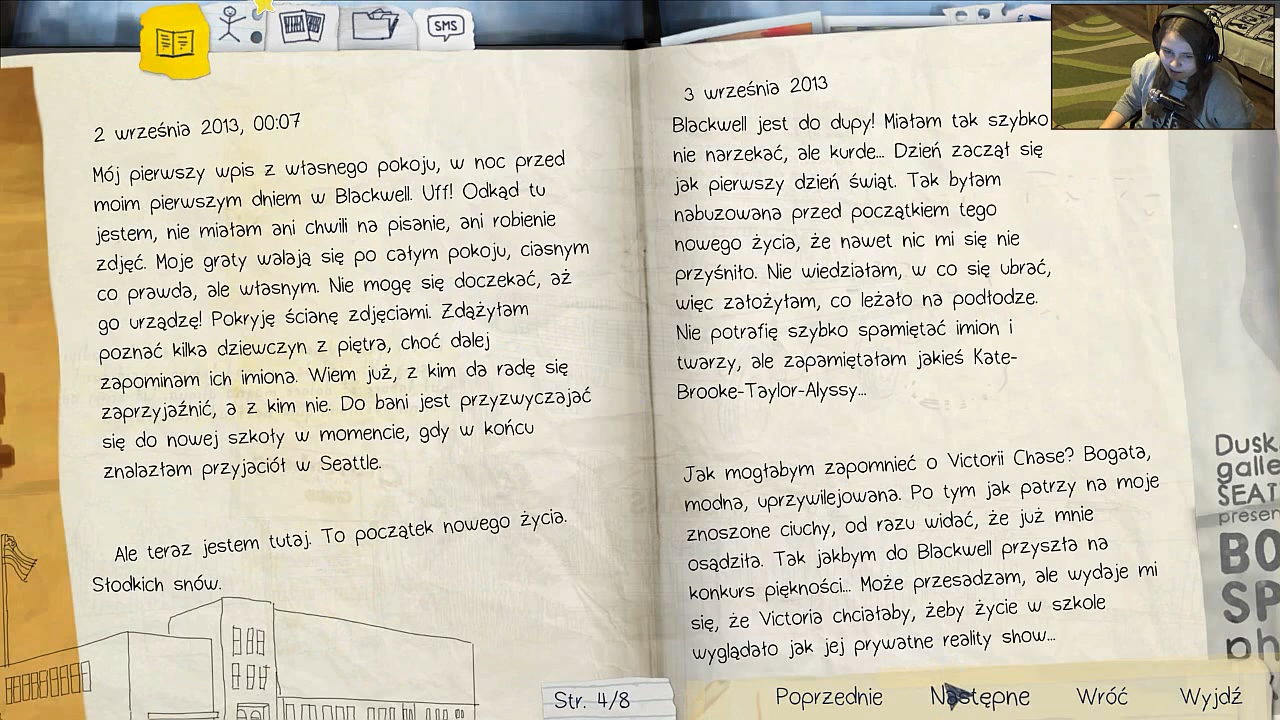 SMS
2 września 2013, 00:07
Mój pierwszy wpis z własnego pokoju, w noc przed
moim pierwszym dniem w Blackwell. Uff! Odkąd tu
jestem, nie miałam ani chwili na pisanie, ani robienie
zdjęć. Moje graty walają się po całym pokoju, ciasnym
co prawda, ale własnym. Nie mogę się doczekać, aż
go urządzę! Pokryję ścianę zdjęciami. Zdążyłam
poznać kilka dziewczyn z piętra, choć dalej
zapominam ich imiona. Wiem już, z kim da radę się
zaprzyjaźnić, a z kim nie. Do bani jest przyzwyczajać
się do nowej szkoły w momencie, gdy w końcu
znalazłam przyjaciół w Seattle.
Ale teraz jestem tutaj. To początek nowego życia.
Słodkich snów.
3 września 2013
Blackwell jest do dupy! Miałam tak szybko
nie narzekać, ale kurde... Dzień zaczął się
jak pierwszy dzień świąt. Tak byłam
nabuzowana przed początkiem tego
nowego życia, że nawet nic mi się nie
przyśniło. Nie wiedziałam, w co się ubrać,
więc założyłam, co leżało na podłodze.
Nie potrafię szybko spamiętać imion i
twarzy, ale zapamiętałam jakieś Kate-
Brooke-Taylor-Alyssy...
Jak mogłabym zapomnieć o Victorii Chase? Bogata,
modna, uprzywilejowana. Po tym jak patrzy na moje
znoszone ciuchy, od razu widać, że już mnie
osądziła. Tak jakbym do Blackwell przyszła na
konkurs piękności... Może przesadzam, ale wydaje mi
się, że Victoria chciałaby, żeby życie w szkole
wyglądało jak jej prywatne reality show...
Dusk
galle
SEAT
presen
BO
SP
ph
Str. 4/8
Poprzednie Następne Wróć Wyjdź